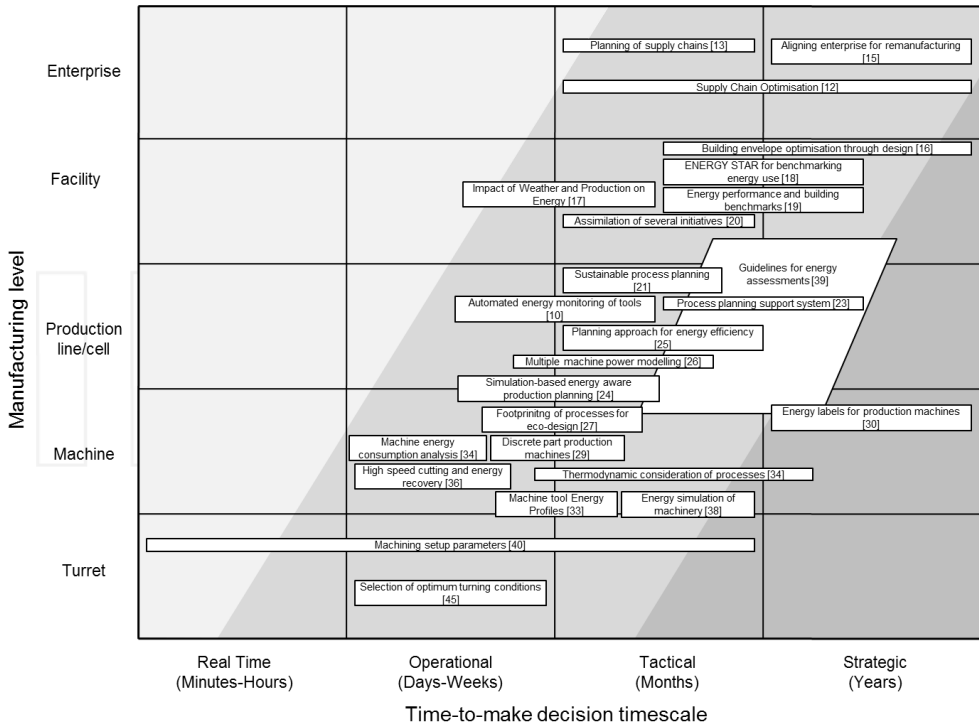 Manufacturing level
Enterprise
Planning of supply chains [13]
Aligning enterprise for remanufacturing
[15]
Supply Chain Optimisation [12]
Facility
Building envelope optimisation through design [16]
ENERGY STAR for benchmarking
energy use [18]
Impact of Weather and Production on
Energy [17]
Energy performance and building
benchmarks [19]
Assimilation of several initiatives [20]
Production
line/cell
Sustainable process planning
[21]
Guidelines for energy
assessments [39]
Automated energy monitoring of tools
[10]
Process planning support system [23]
Planning approach for energy efficiency
[25]
Multiple machine power modelling [26]
Simulation-based energy aware
production planning [24]
Machine
Footprinitng of processes for
eco-design [27]
Energy labels for production machines
[30]
Machine energy
consumption analysis [34]
Discrete part production
machines [29]
High speed cutting and energy
recovery [36]
Thermodynamic consideration of processes [34]
Machine tool Energy
Profiles [33]
Energy simulation of
machinery [38]
Turret
Machining setup parameters [40]
Selection of optimum turning conditions
[45]
Real Time
(Minutes-Hours)
Operational
(Days-Weeks)
Tactical
(Months)
Strategic
(Years)
Time-to-make decision timescale